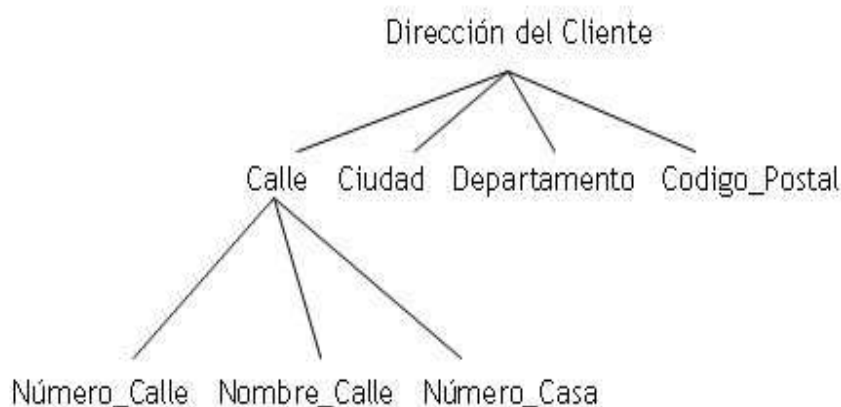 Dirección del Cliente
Calle Ciudad Departamento Codigo_Postal
Número_Calle Nombre_Calle Número_Casa